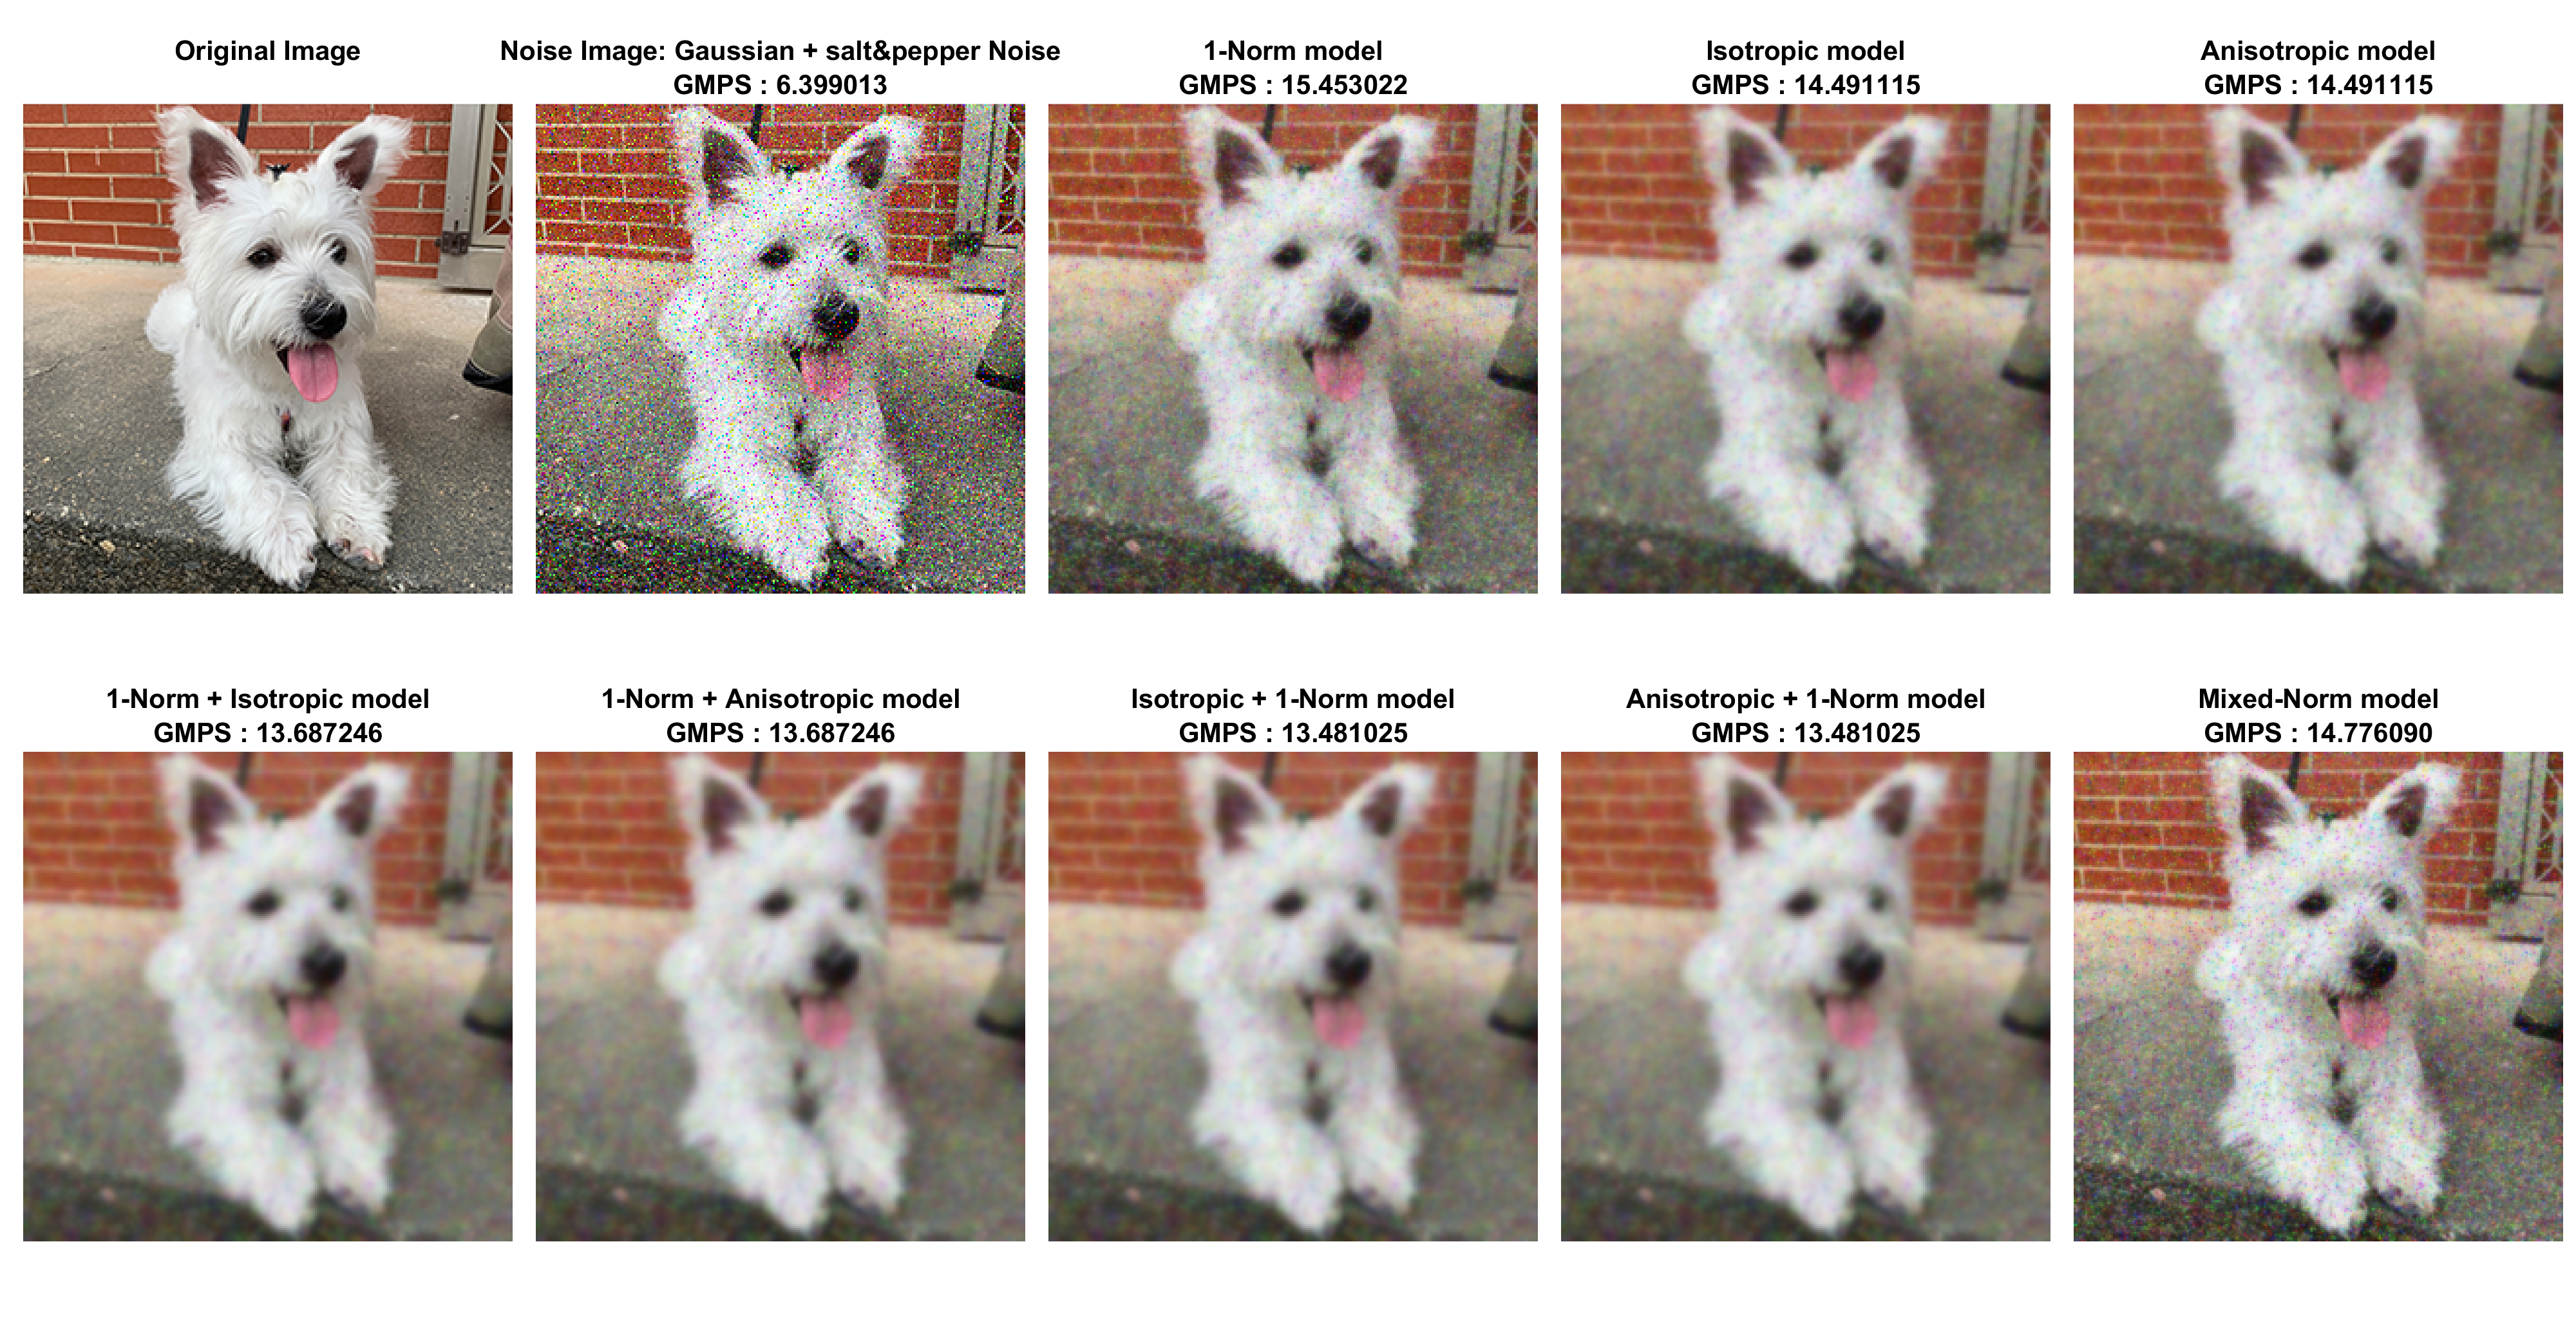 Original Image
Noise Image: Gaussian + salt&pepper Noise
GMPS : 6.399013
1-Norm model
GMPS : 15.453022
Isotropic model
GMPS : 14.491115
Anisotropic model
GMPS : 14.491115
1-Norm + Isotropic model
GMPS : 13.687246
1-Norm + Anisotropic model
GMPS : 13.687246
Isotropic + 1-Norm model
GMPS : 13.481025
Anisotropic + 1-Norm model
GMPS : 13.481025
Mixed-Norm model
GMPS : 14.776090